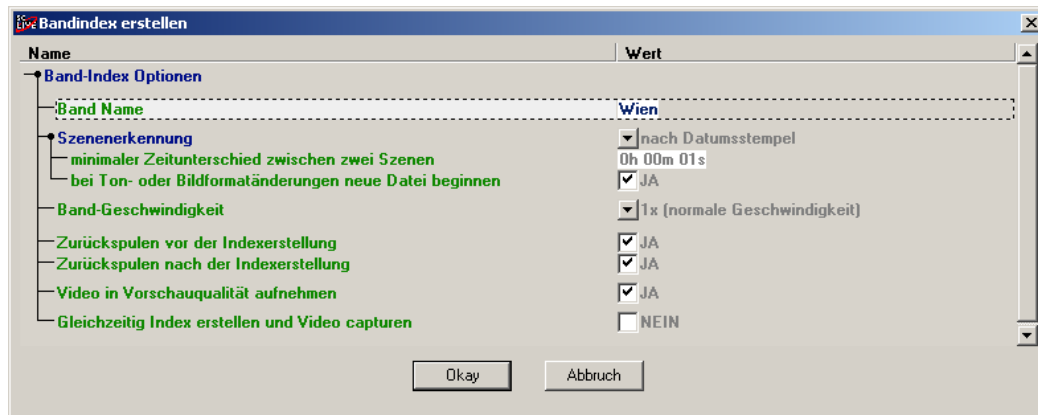 Bandindex erstellen
Name Wert
Band-Index Optionen
Band Name Wien
Szenenerkennung nach Datumsstempel
minimaler Zeitunterschied zwischen zwei Szenen 0h 00m 01s
bei Ton- oder Bildformatänderungen neue Datei beginnen JA
Band-Geschwindigkeit 1x (normale Geschwindigkeit)
Zurückspulen vor der Indexerstellung JA
Zurückspulen nach der Indexerstellung JA
Video in Vorschauqualität aufnehmen JA
Gleichzeitig Index erstellen und Video capturen NEIN
Okay Abbruch